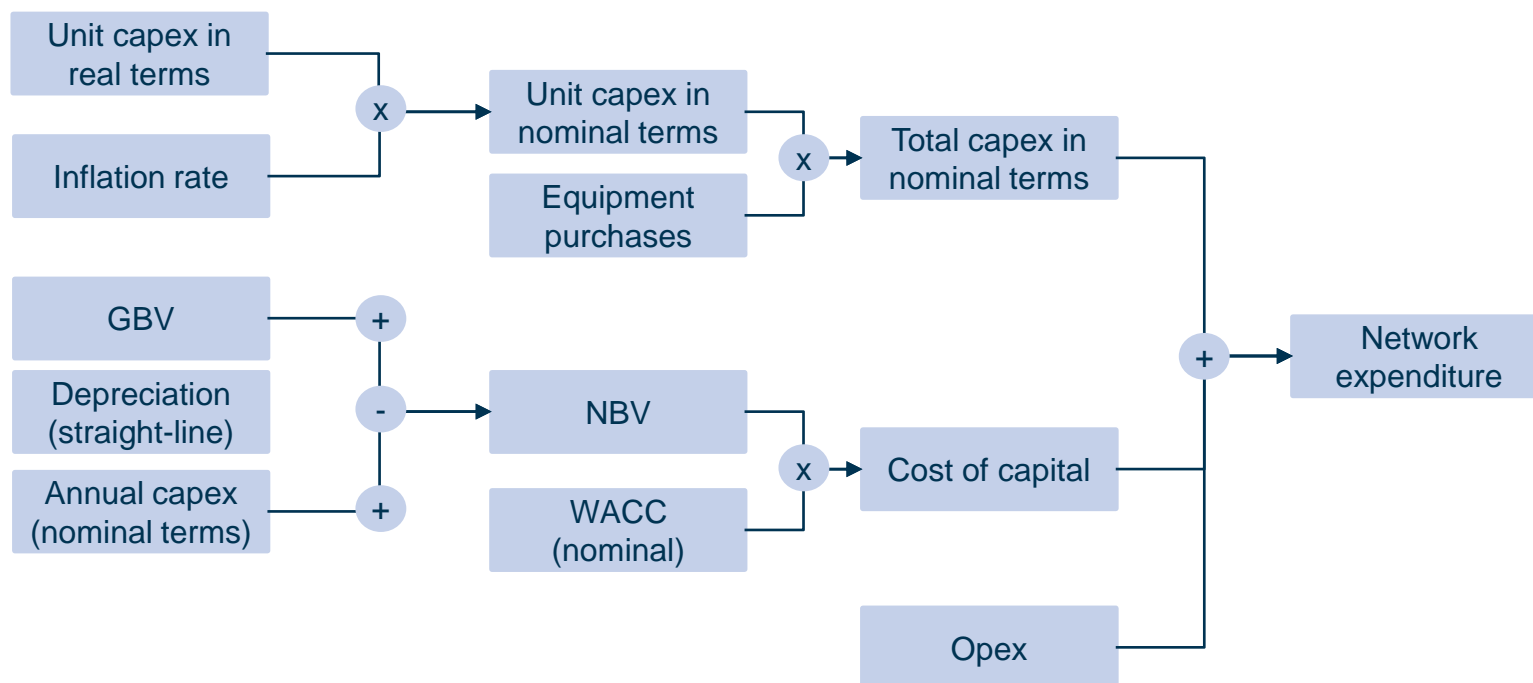 Unit capex in
real terms
x
Inflation rate
Unit capex in
nominal terms
x
Equipment
purchases
Total capex in
nominal terms
GBV
+
Depreciation
(straight-line)
-
Annual capex
(nominal terms)
+
NBV
x
WACC
(nominal)
Cost of capital
Opex
+
Network
expenditure